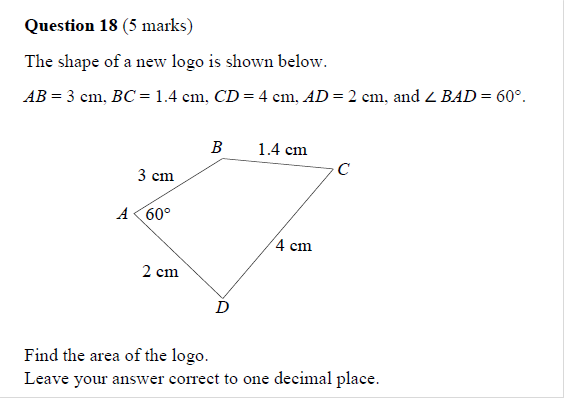 Question 18 (5 marks)
The shape of a new logo is shown below.
AB = 3 cm, BC = 1.4 cm, CD = 4 cm, AD = 2 cm, and ∠ BAD = 60°.
B
1.4 cm
C
3 cm
A
60°
4 cm
2 cm
D
Find the area of the logo.
Leave your answer correct to one decimal place.